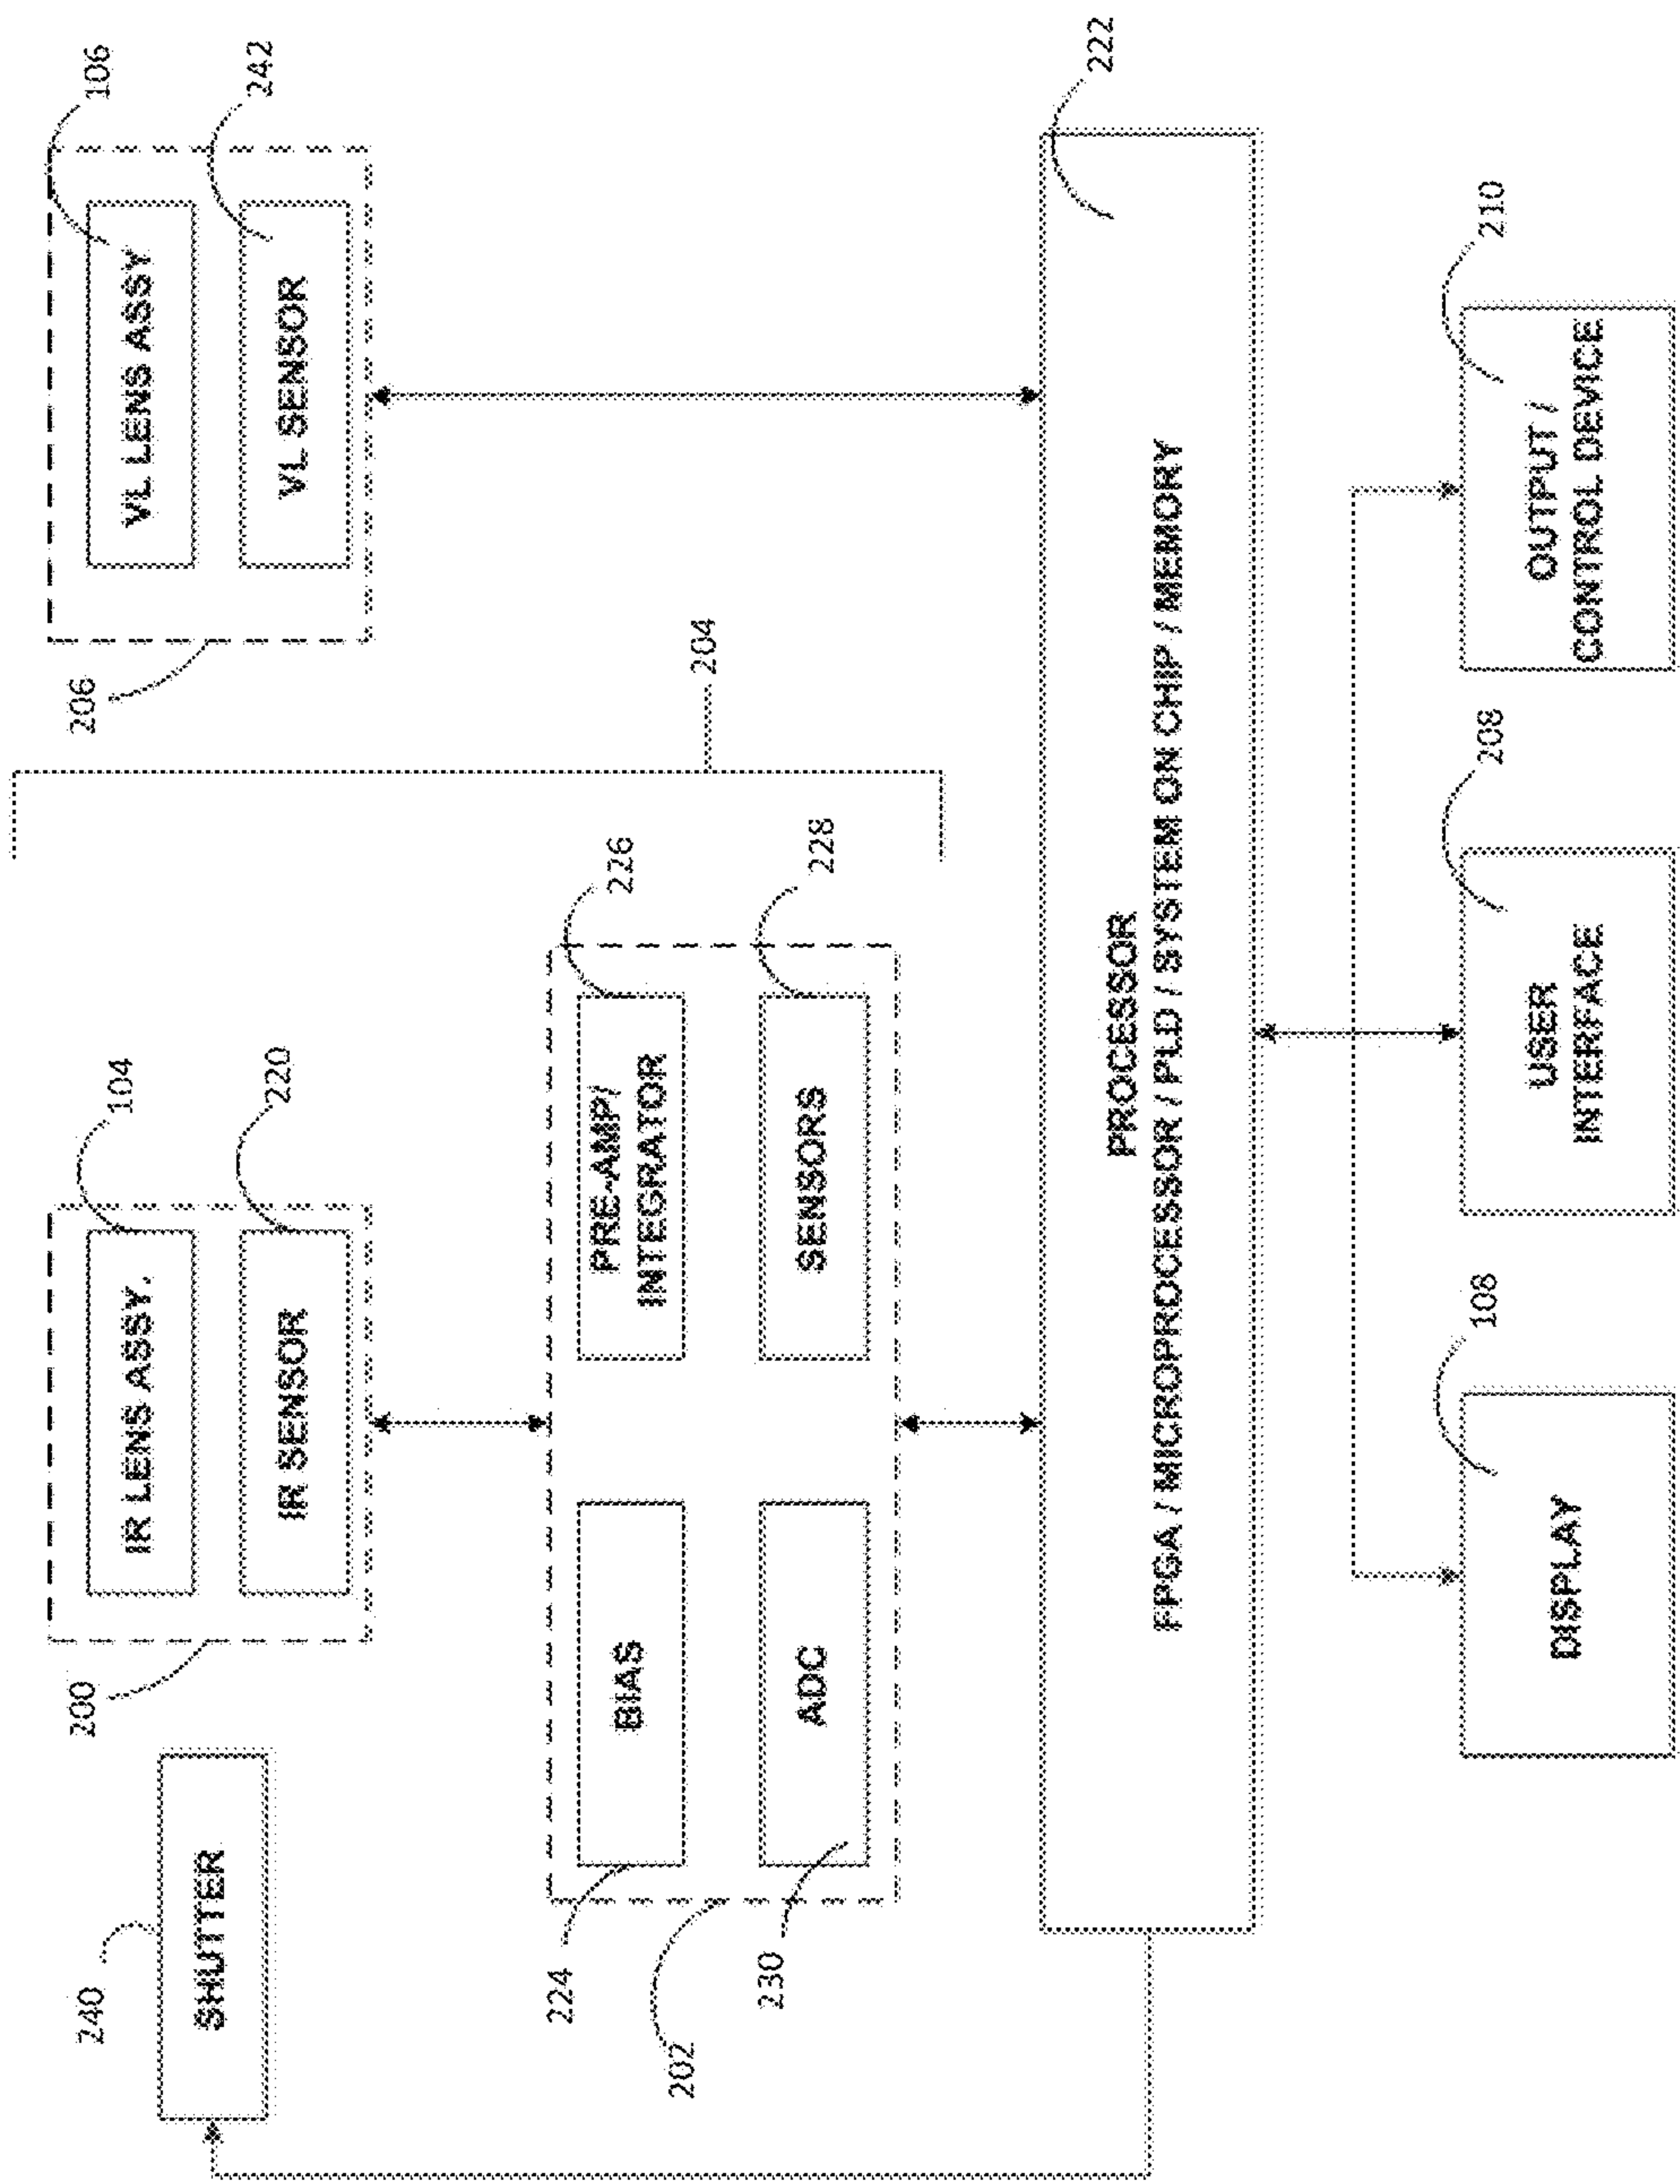 240
SHUTTER
200
IR LENS ASSY.
104
IR SENSOR
220
206
VL LENS ASSY
106
VL SENSOR
242
204
224
BIAS
PRE-AMP/
INTEGRATOR
226
202
230
ADC
SENSORS
228
PROCESSOR
FPGA / MICROPROCESSOR / PLD / SYSTEM ON CHIP / MEMORY
222
DISPLAY
108
USER
INTERFACE
208
OUTPUT /
CONTROL DEVICE
210